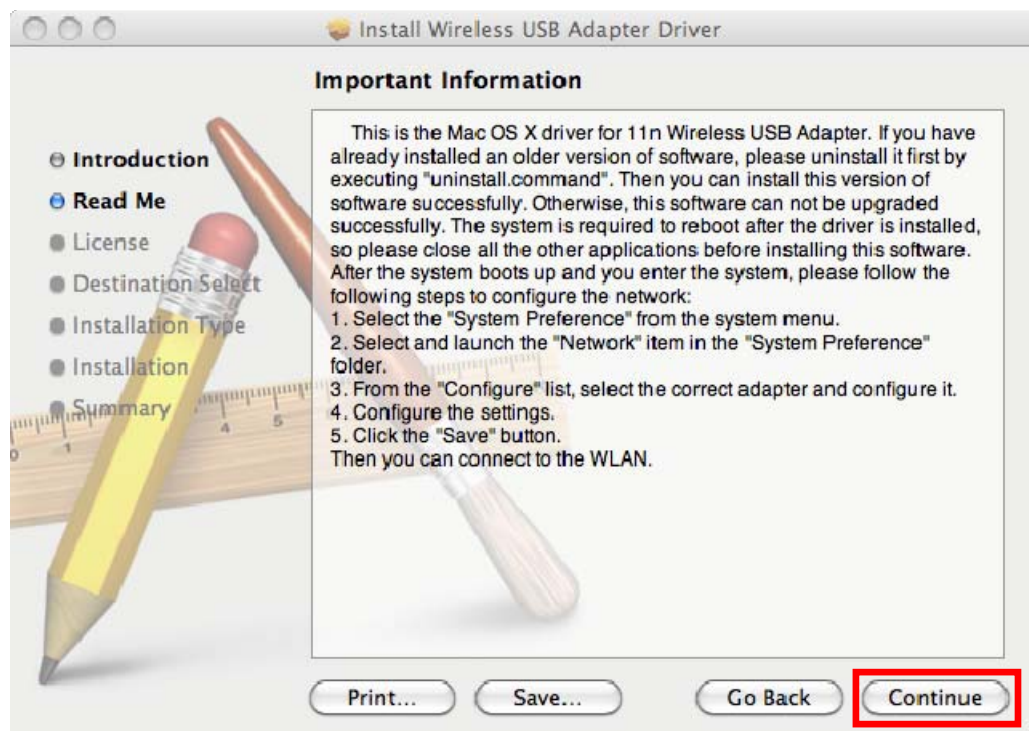 Install Wireless USB Adapter Driver
Important Information
Introduction
Read Me
License
Destination Select
Installation Type
Installation
Summary
This is the Mac OS X driver for 11n Wireless USB Adapter. If you have
already installed an older version of software, please uninstall it first by
executing "uninstall.command". Then you can install this version of
software successfully. Otherwise, this software can not be upgraded
successfully. The system is required to reboot after the driver is installed,
so please close all the other applications before installing this software.
After the system boots up and you enter the system, please follow the
following steps to configure the network:
1. Select the "System Preference" from the system menu.
2. Select and launch the "Network" item in the "System Preference"
folder.
3. From the "Configure" list, select the correct adapter and configure it.
4. Configure the settings.
5. Click the "Save" button.
Then you can connect to the WLAN.
0 1 4 5
Print... Save... Go Back Continue